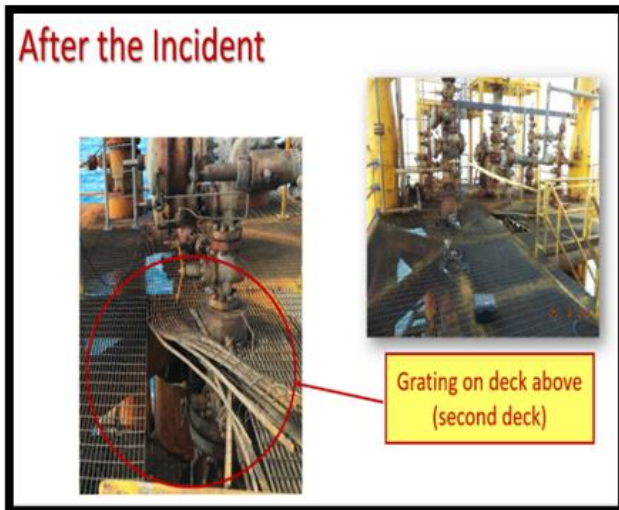 After the Incident
Grating on deck above
(second deck)